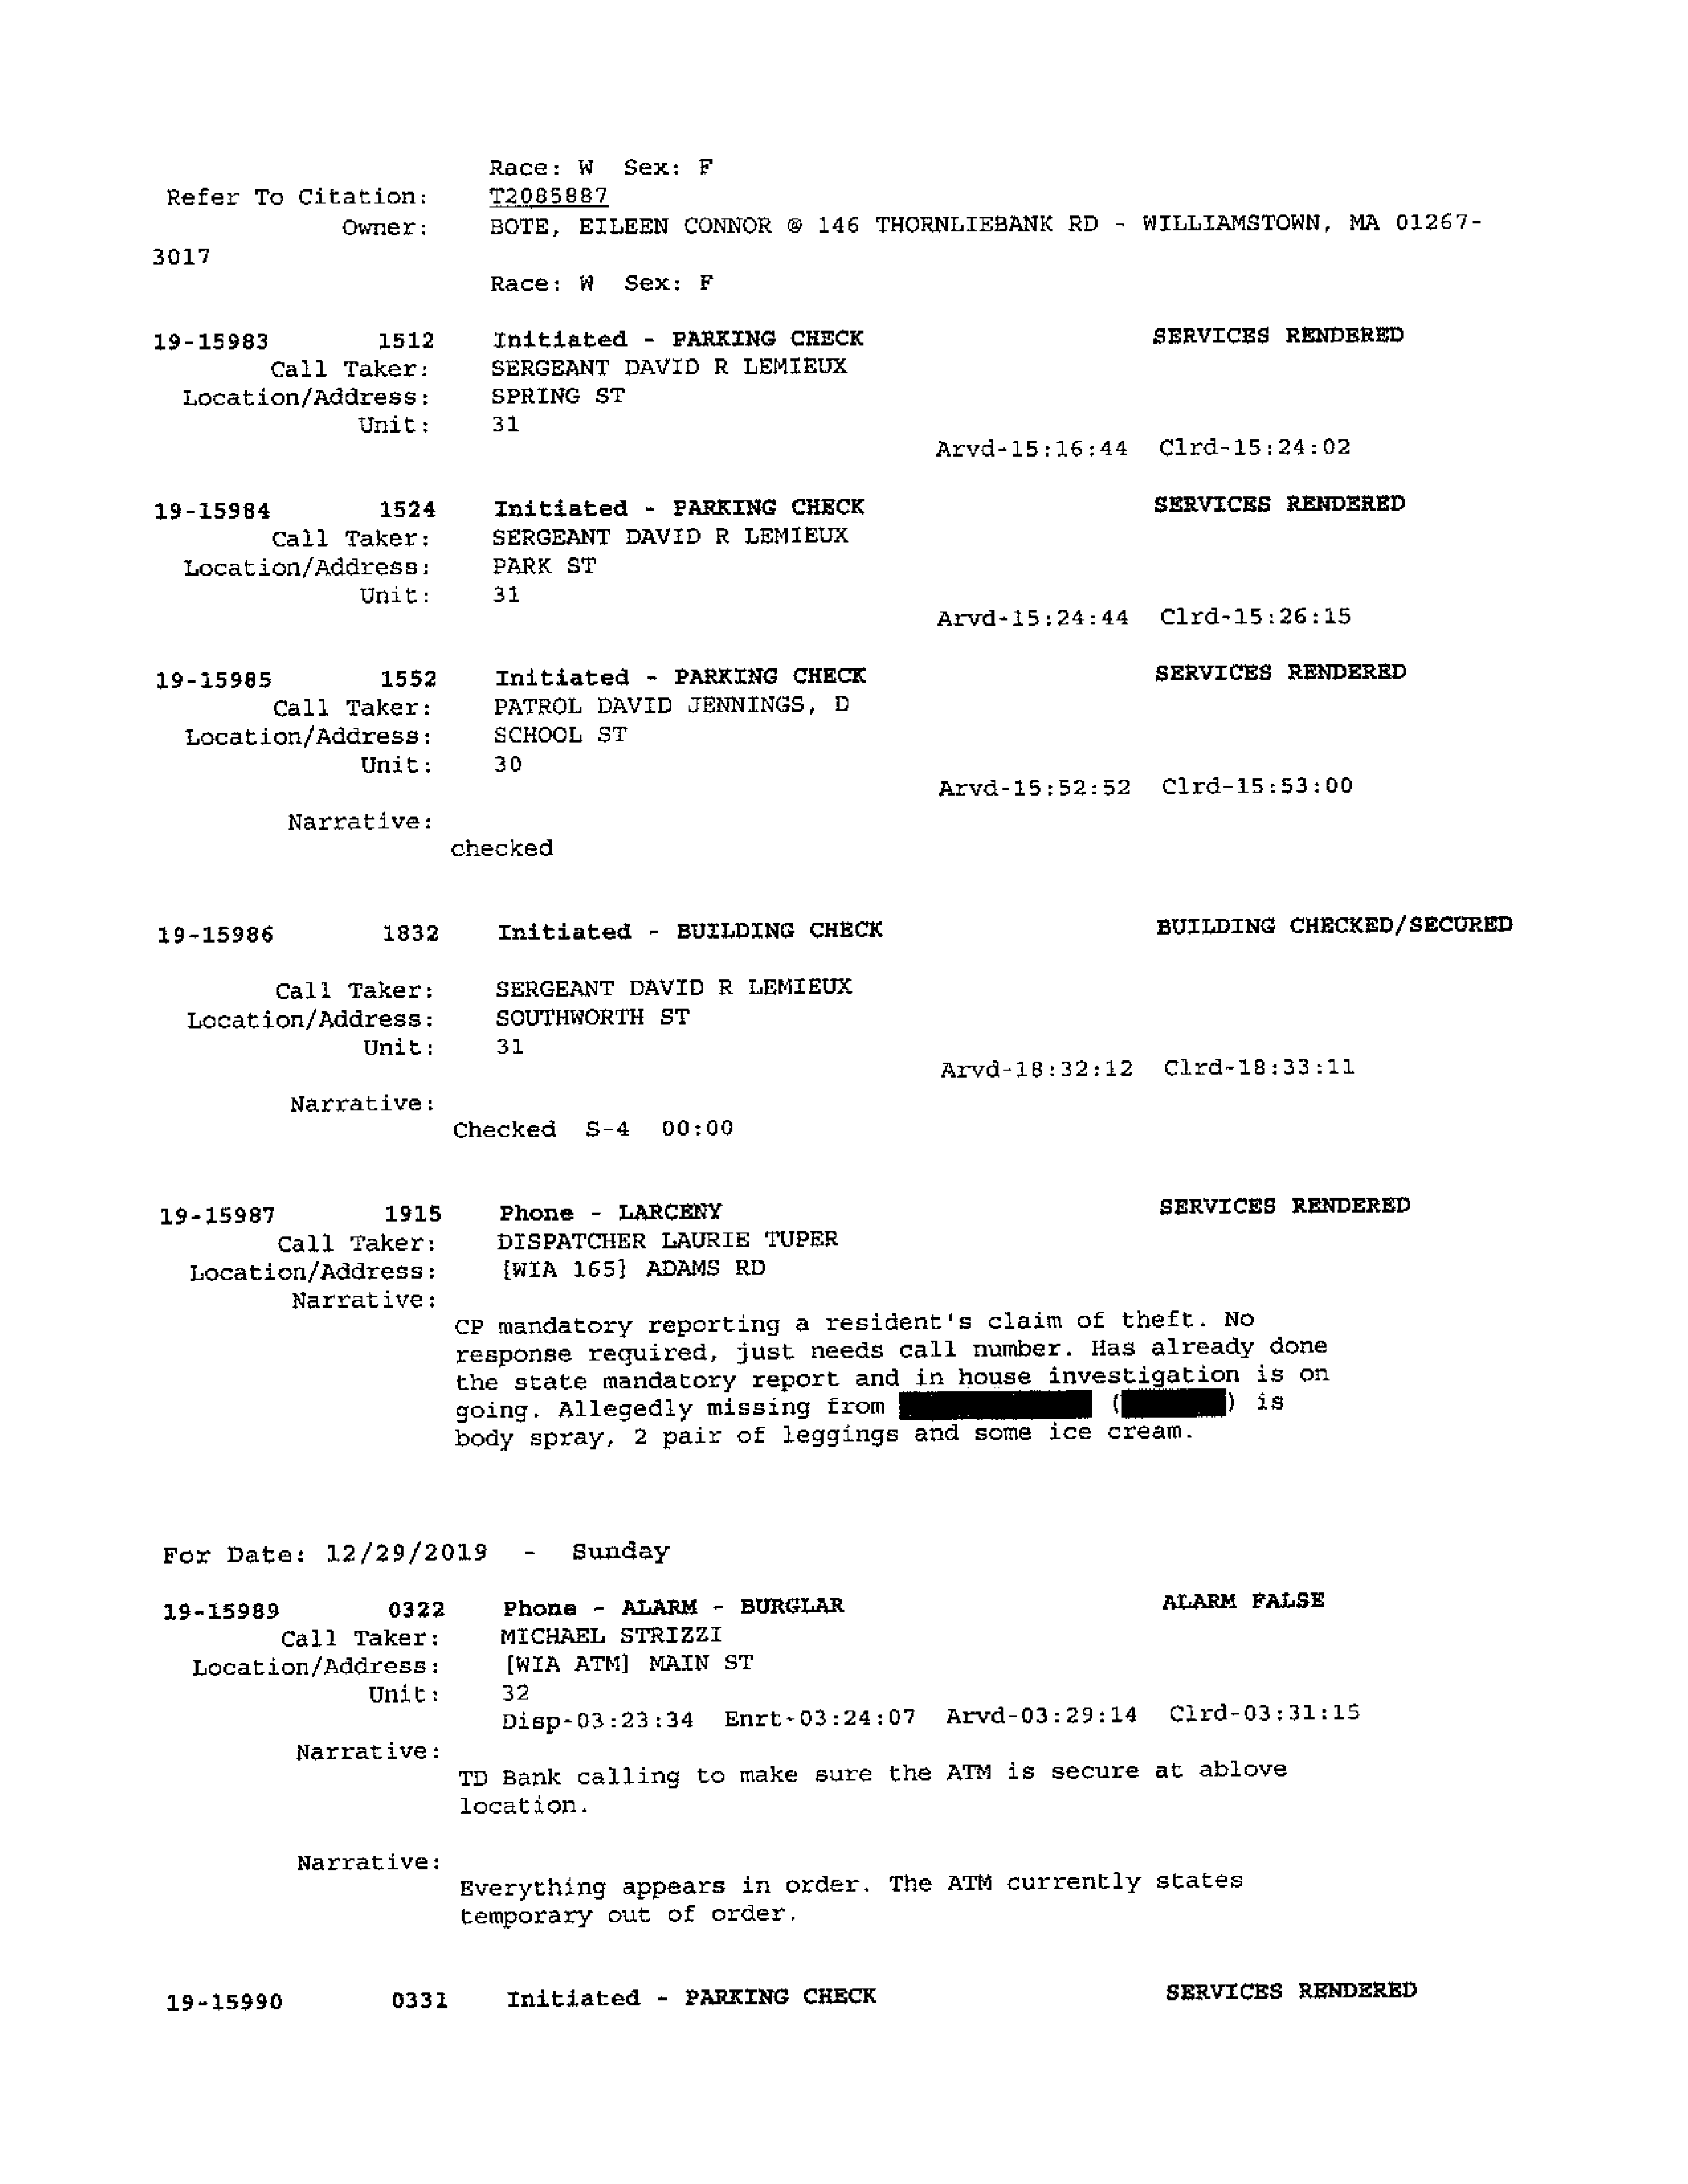 Race: W  Sex: F
Refer To Citation: T2085887
Owner: BOTE, EILEEN CONNOR @ 146 THORNLIEBANK RD - WILLIAMSTOWN, MA 01267-
3017
Race: W  Sex: F
19-15983 1512 Initiated - PARKING CHECK SERVICES RENDERED
Call Taker: SERGEANT DAVID R LEMIEUX
Location/Address: SPRING ST
Unit: 31
Arvd-15:16:44 Clrd-15:24:02
19-15984 1524 Initiated - PARKING CHECK SERVICES RENDERED
Call Taker: SERGEANT DAVID R LEMIEUX
Location/Address: PARK ST
Unit: 31
Arvd-15:24:44 Clrd-15:26:15
19-15985 1552 Initiated - PARKING CHECK SERVICES RENDERED
Call Taker: PATROL DAVID JENNINGS, D
Location/Address: SCHOOL ST
Unit: 30
Arvd-15:52:52 Clrd-15:53:00
Narrative:
checked
19-15986 1832 Initiated - BUILDING CHECK BUILDING CHECKED/SECURED
Call Taker: SERGEANT DAVID R LEMIEUX
Location/Address: SOUTHWORTH ST
Unit: 31
Arvd-18:32:12 Clrd-18:33:11
Narrative:
Checked S-4 00:00
19-15987 1915 Phone - LARCENY SERVICES RENDERED
Call Taker: DISPATCHER LAURIE TUPER
Location/Address: [WIA 165] ADAMS RD
Narrative:
CP mandatory reporting a resident's claim of theft. No
response required, just needs call number. Has already done
the state mandatory report and in house investigation is on
going. Allegedly missing from ( ) is
body spray, 2 pair of leggings and some ice cream.
For Date: 12/29/2019 - Sunday
19-15989 0322 Phone - ALARM - BURGLAR ALARM FALSE
Call Taker: MICHAEL STRIZZI
Location/Address: [WIA ATM] MAIN ST
Unit: 32
Disp-03:23:34 Enrt-03:24:07 Arvd-03:29:14 Clrd-03:31:15
Narrative:
TD Bank calling to make sure the ATM is secure at ablove
location.
Narrative:
Everything appears in order. The ATM currently states
temporary out of order.
19-15990 0331 Initiated - PARKING CHECK SERVICES RENDERED